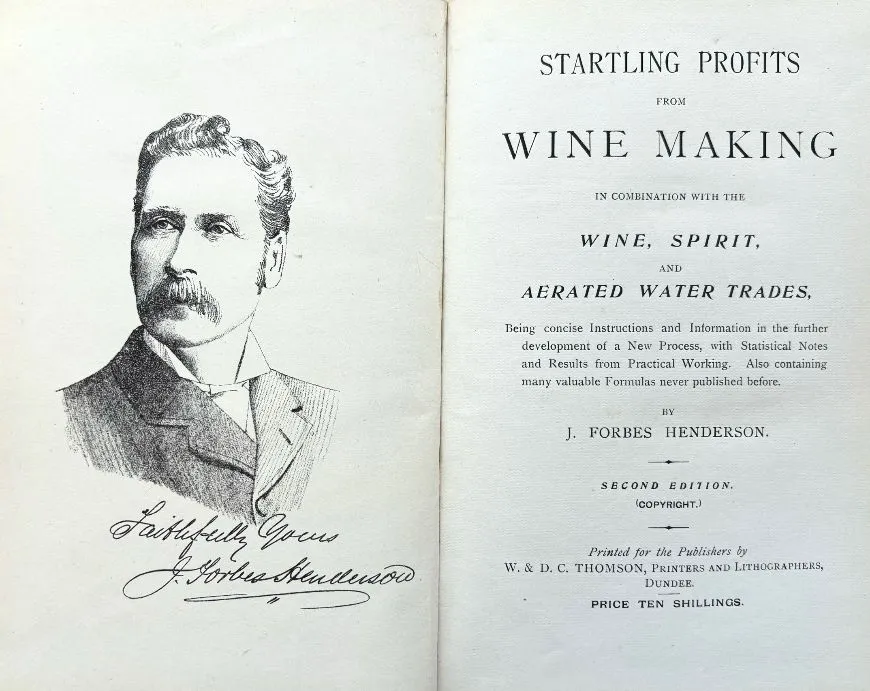 Faithfully Yours
J. Forbes Henderson
STARTLING PROFITS
FROM
WINE MAKING
IN COMBINATION WITH THE
WINE, SPIRIT,
AND
AERATED WATER TRADES,
Being concise Instructions and Information in the further
development of a New Process, with Statistical Notes
and Results from Practical Working. Also containing
many valuable Formulas never published before.
BY
J. FORBES HENDERSON.
SECOND EDITION.
(COPYRIGHT.)
Printed for the Publishers by
W. & D. C. THOMSON, PRINTERS AND LITHOGRAPHERS,
DUNDEE.
PRICE TEN SHILLINGS.